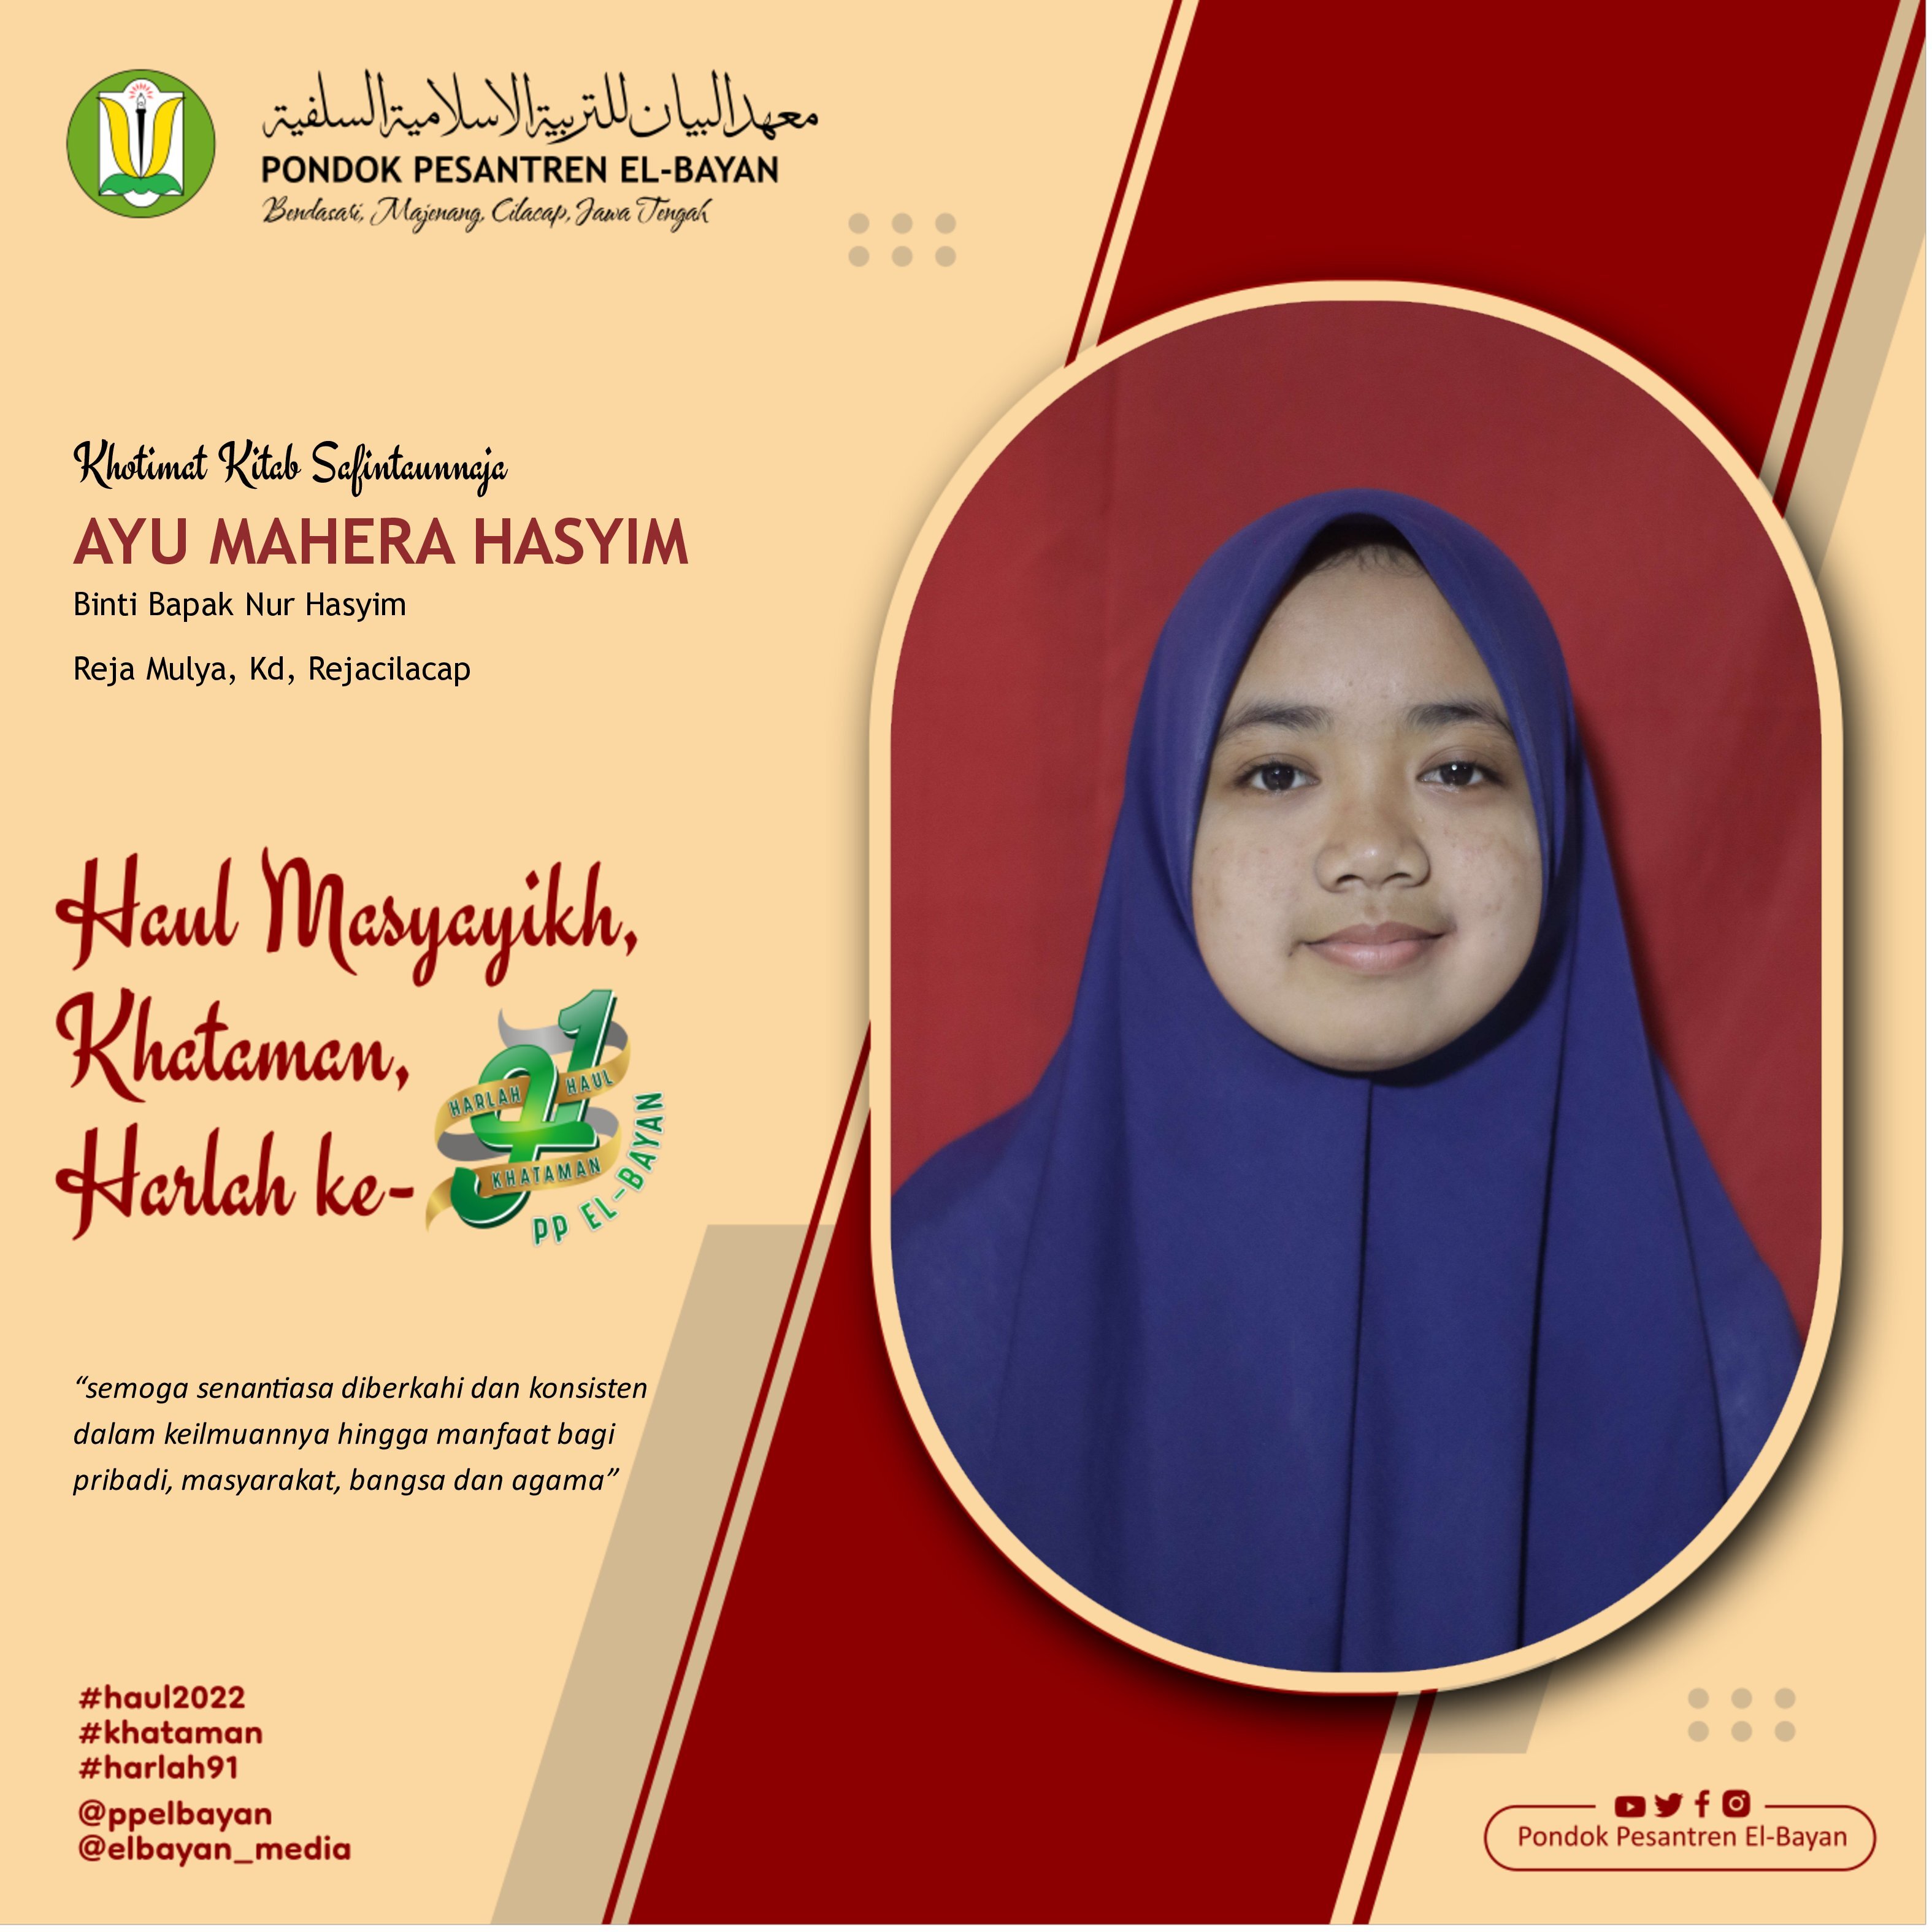 معهد البيان للتربية الاسلامية السلفية
PONDOK PESANTREN EL-BAYAN
Bendasari, Majenang, Cilacap, Jawa Tengah
Khotimat Kitab Safintaunnaja
AYU MAHERA HASYIM
Binti Bapak Nur Hasyim
Reja Mulya, Kd, Rejacilacap
Haul Masyayikh,
Khataman,
Harlah ke-
91
HARLAH HAUL
KHATAMAN
PP EL-BAYAN
“semoga senantiasa diberkahi dan konsisten
dalam keilmuannya hingga manfaat bagi
pribadi, masyarakat, bangsa dan agama”
#haul2022
#khataman
#harlah91
@ppelbayan
@elbayan_media
Pondok Pesantren El-Bayan